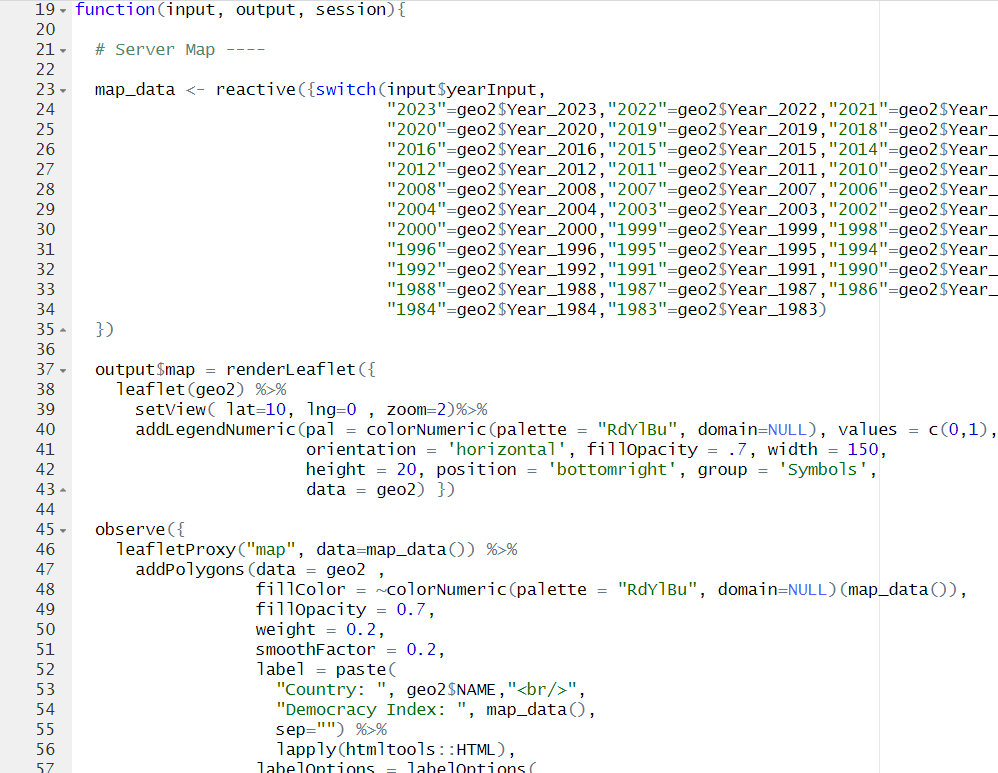 19 function(input, output, session){
20
21   # Server Map ----
22
23   map_data <- reactive({switch(input$yearInput,
24                                "2023"=geo2$Year_2023,"2022"=geo2$Year_2022,"2021"=geo2$Year_
25                                "2020"=geo2$Year_2020,"2019"=geo2$Year_2019,"2018"=geo2$Year_
26                                "2016"=geo2$Year_2016,"2015"=geo2$Year_2015,"2014"=geo2$Year_
27                                "2012"=geo2$Year_2012,"2011"=geo2$Year_2011,"2010"=geo2$Year_
28                                "2008"=geo2$Year_2008,"2007"=geo2$Year_2007,"2006"=geo2$Year_
29                                "2004"=geo2$Year_2004,"2003"=geo2$Year_2003,"2002"=geo2$Year_
30                                "2000"=geo2$Year_2000,"1999"=geo2$Year_1999,"1998"=geo2$Year_
31                                "1996"=geo2$Year_1996,"1995"=geo2$Year_1995,"1994"=geo2$Year_
32                                "1992"=geo2$Year_1992,"1991"=geo2$Year_1991,"1990"=geo2$Year_
33                                "1988"=geo2$Year_1988,"1987"=geo2$Year_1987,"1986"=geo2$Year_
34                                "1984"=geo2$Year_1984,"1983"=geo2$Year_1983)
35   })
36
37   output$map = renderLeaflet({
38     leaflet(geo2) %>%
39       setView( lat=10, lng=0 , zoom=2)%>%
40       addLegendNumeric(pal = colorNumeric(palette = "RdYlBu", domain=NULL), values = c(0,1),
41                        orientation = 'horizontal', fillOpacity = .7, width = 150,
42                        height = 20, position = 'bottomright', group = 'Symbols',
43                        data = geo2) })
44
45   observe({
46     leafletProxy("map", data=map_data()) %>%
47       addPolygons(data = geo2 ,
48                   fillColor = ~colorNumeric(palette = "RdYlBu", domain=NULL)(map_data()),
49                   fillOpacity = 0.7,
50                   weight = 0.2,
51                   smoothFactor = 0.2,
52                   label = paste(
53                     "Country: ", geo2$NAME,"<br/>",
54                     "Democracy Index: ", map_data(),
55                     sep="") %>%
56                     lapply(htmltools::HTML),
57                   labelOptions = labelOptions(